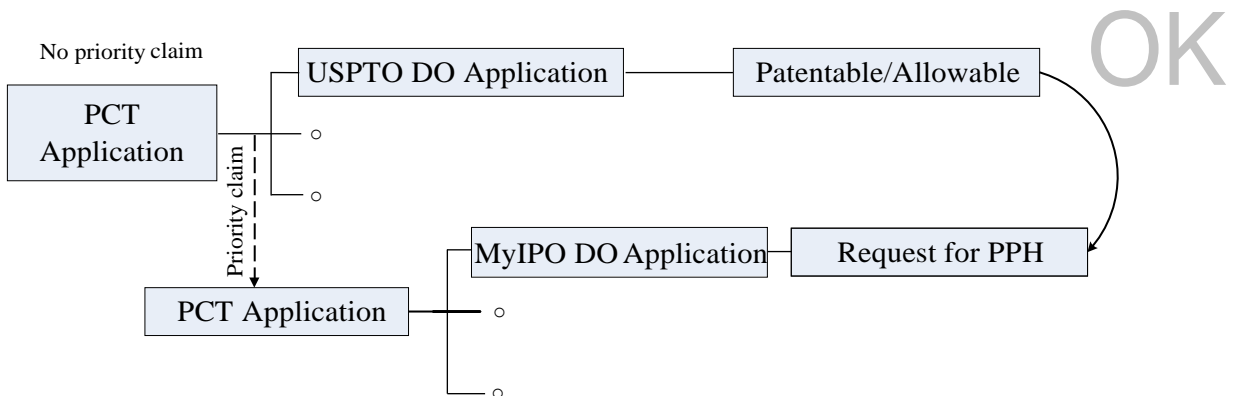 OK
No priority claim
USPTO DO Application
Patentable/Allowable
PCT
Application
Priority claim
MyIPO DO Application
Request for PPH
PCT Application